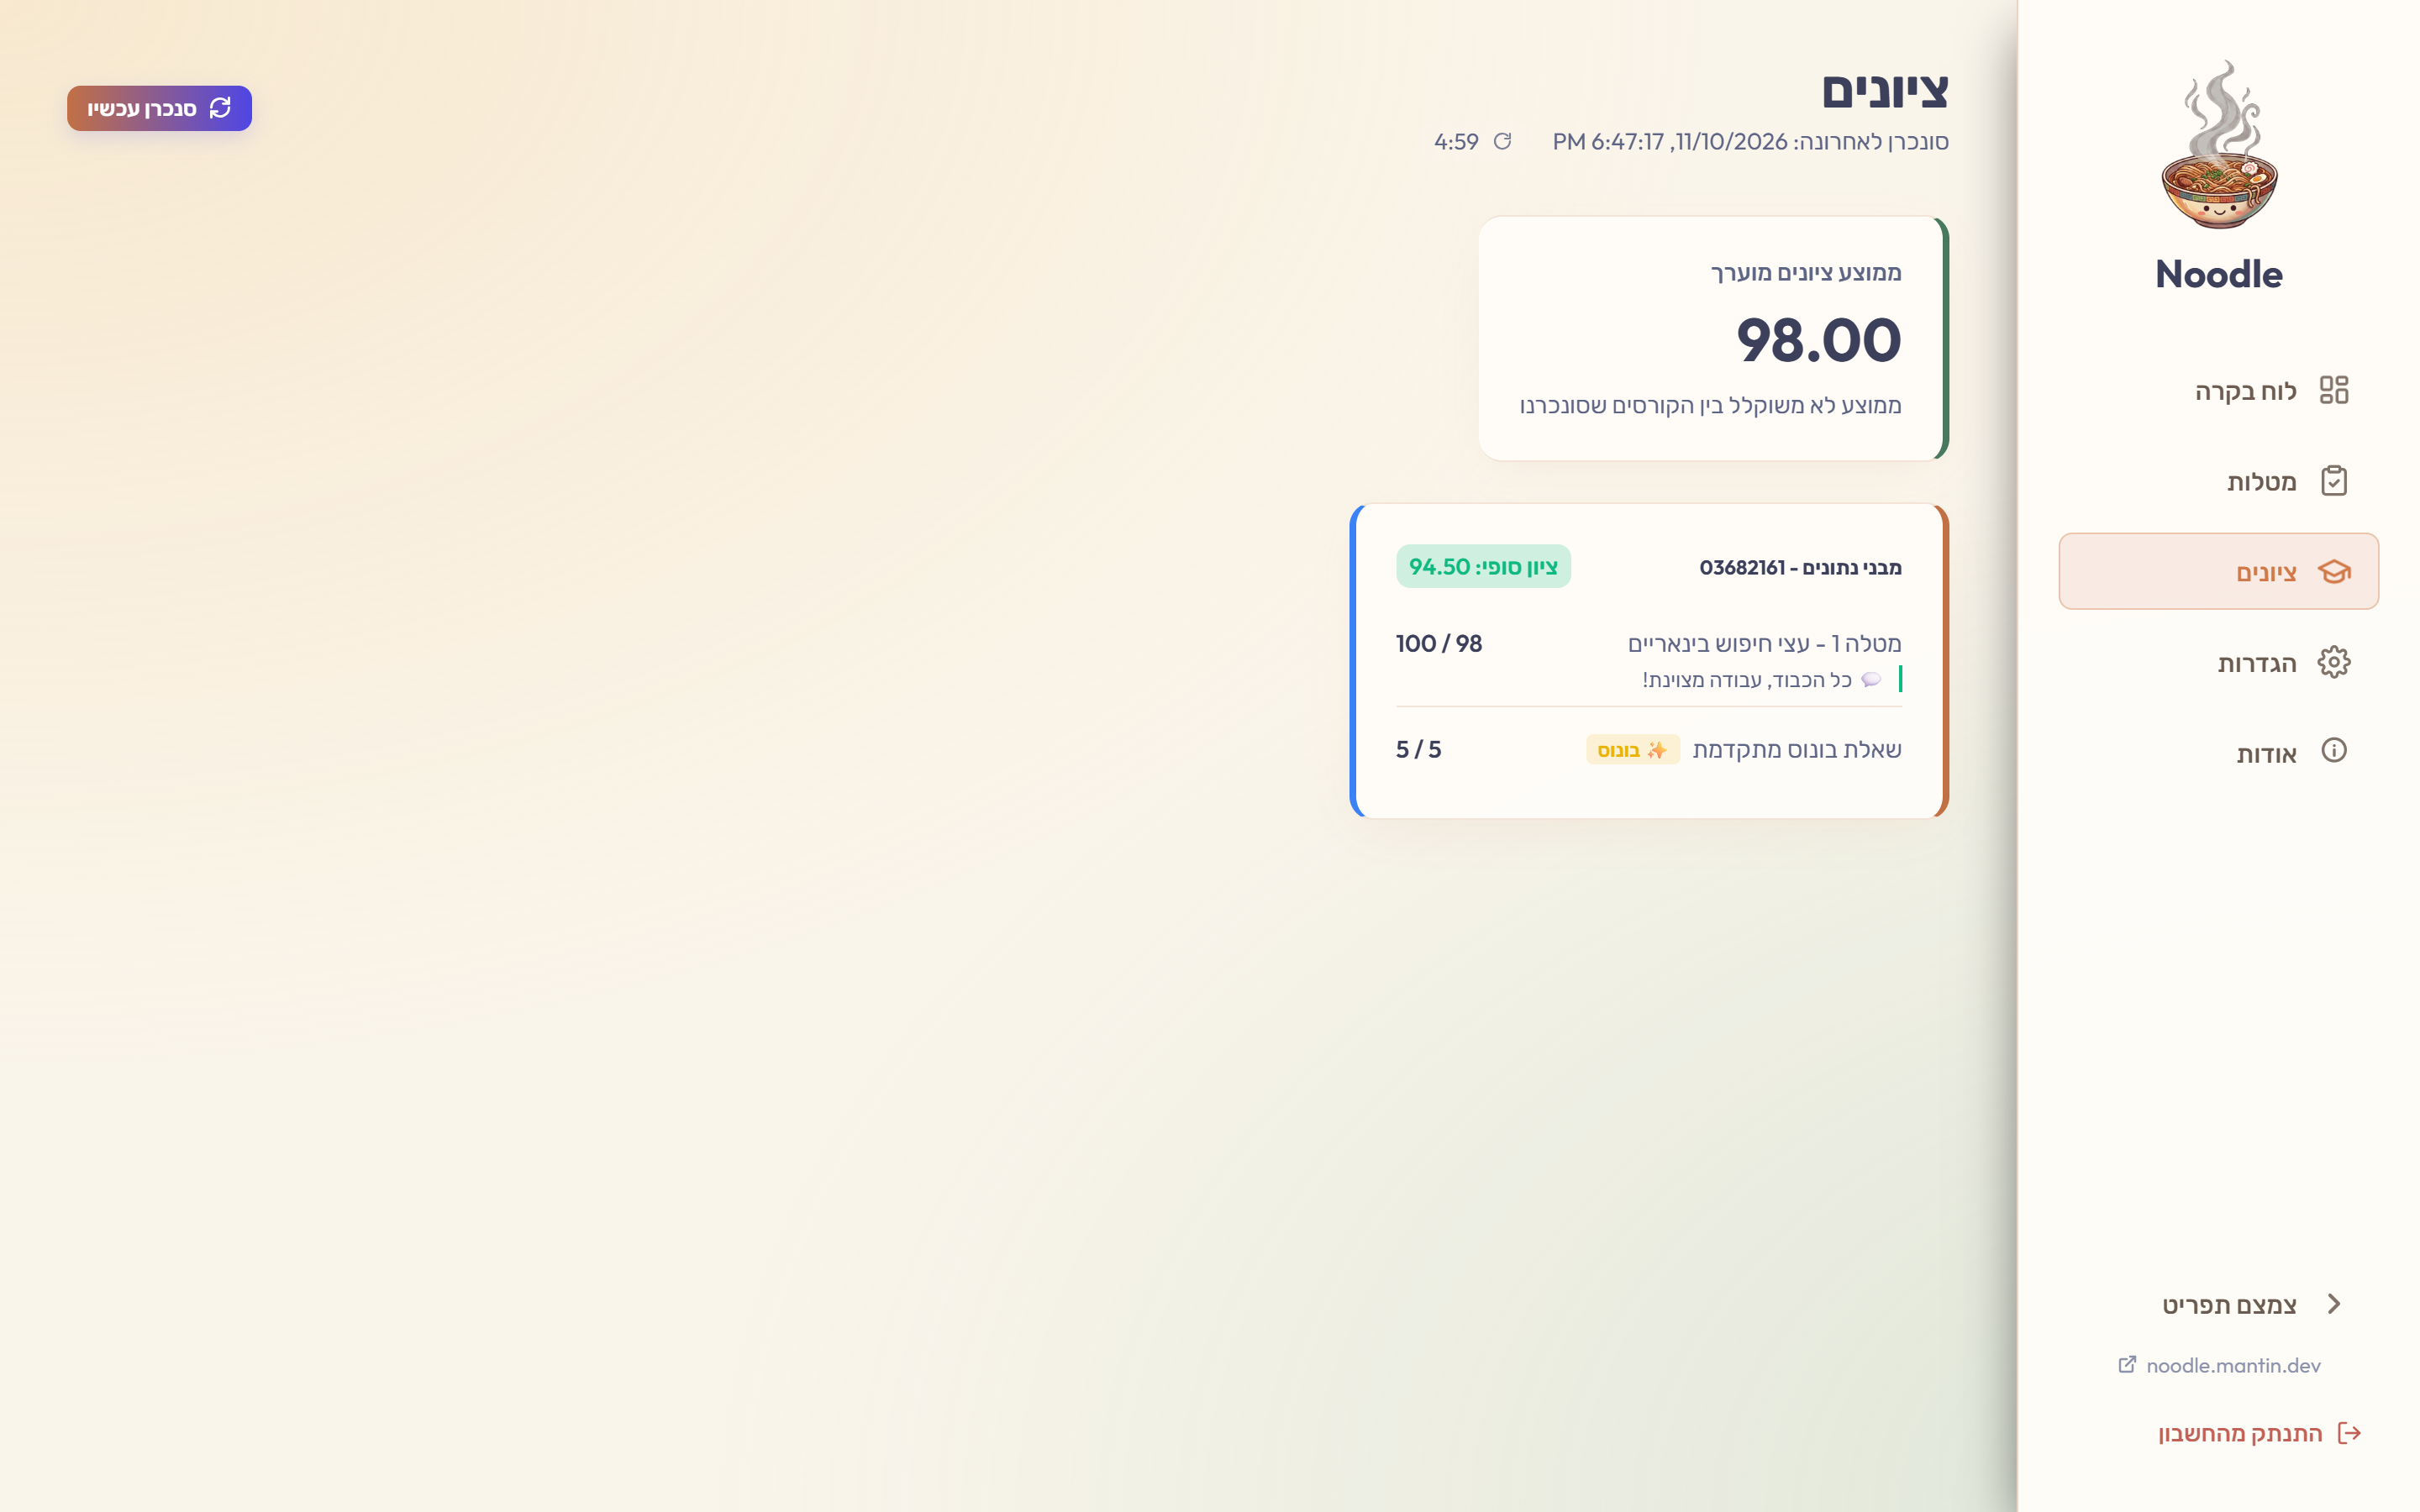 Noodle
לוח בקרה
מטלות
ציונים
הגדרות
אודות
צמצם תפריט
noodle.mantin.dev
התנתק מהחשבון
ציונים
סונכרן לאחרונה: 11/10/2026, 6:47:17 PM
4:59
סנכרן עכשיו
ממוצע ציונים מוערך
98.00
ממוצע לא משוקלל בין הקורסים שסונכרנו
מבני נתונים - 03682161
ציון סופי: 94.50
מטלה 1 - עצי חיפוש בינאריים
100 / 98
כל הכבוד, עבודה מצוינת!
שאלת בונוס מתקדמת
✨ בונוס
5 / 5